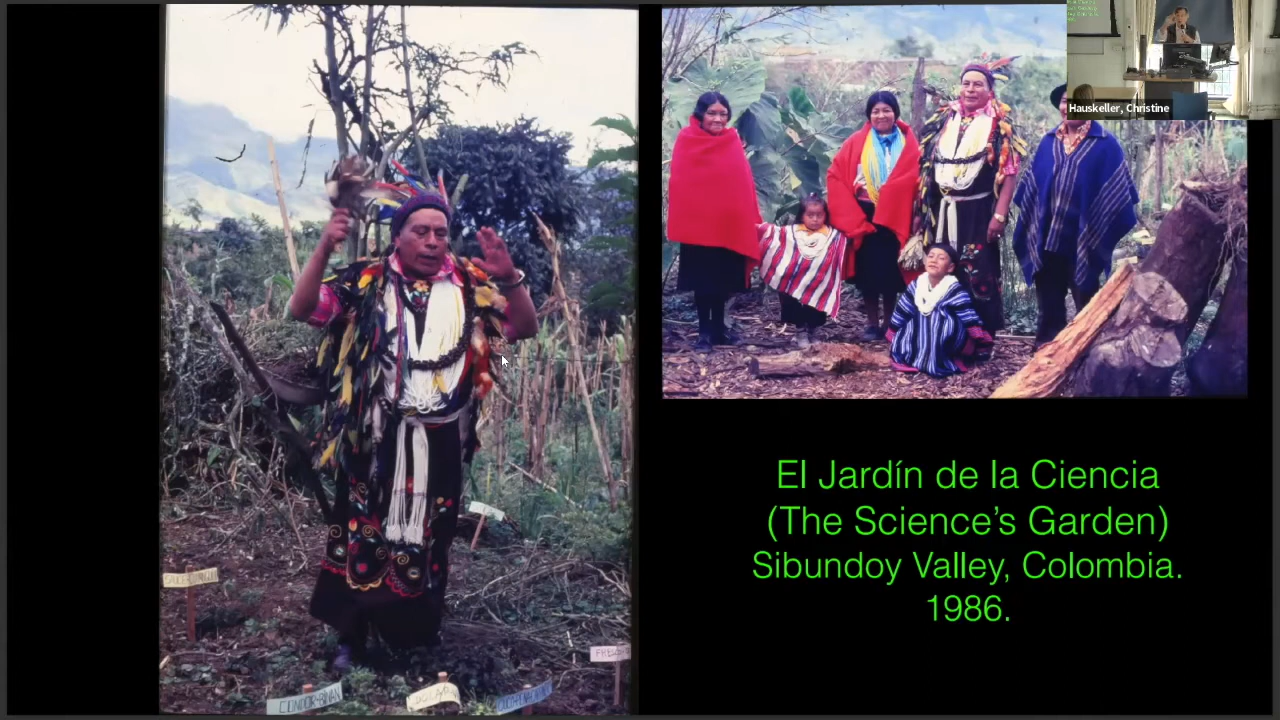 Hauskeller, Christine
El Jardín de la Ciencia
(The Science's Garden)
Sibundoy Valley, Colombia.
1986.